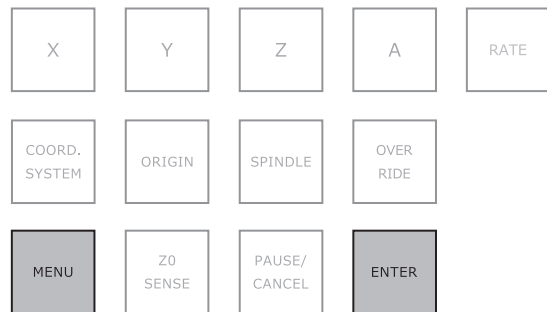 X Y Z A RATE
COORD. SYSTEM ORIGIN SPINDLE OVER RIDE
MENU Z0 SENSE PAUSE/ CANCEL ENTER